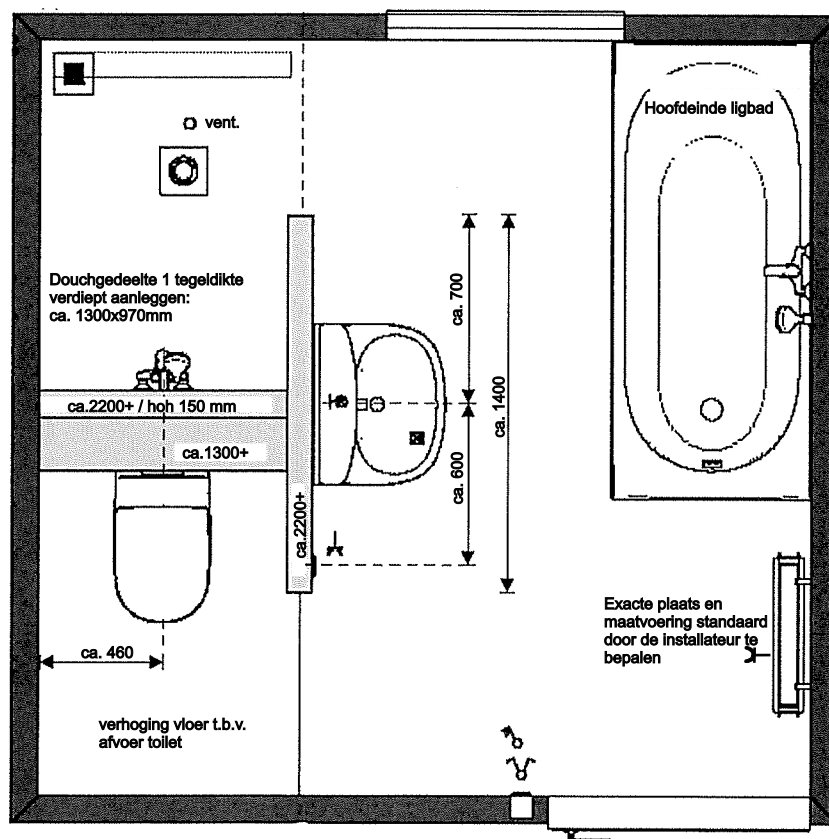 Hoofdeinde ligbad
vent.
Douchgedeelte 1 tegeldikte
verdiept aanleggen:
ca. 1300x970mm
ca. 700
ca. 1400
ca.2200+ / hoh 150 mm
ca.1300+
ca. 600
ca.2200+
Exacte plaats en
maatvoering standaard
door de installateur te
bepalen
ca. 460
verhoging vloer t.b.v.
afvoer toilet